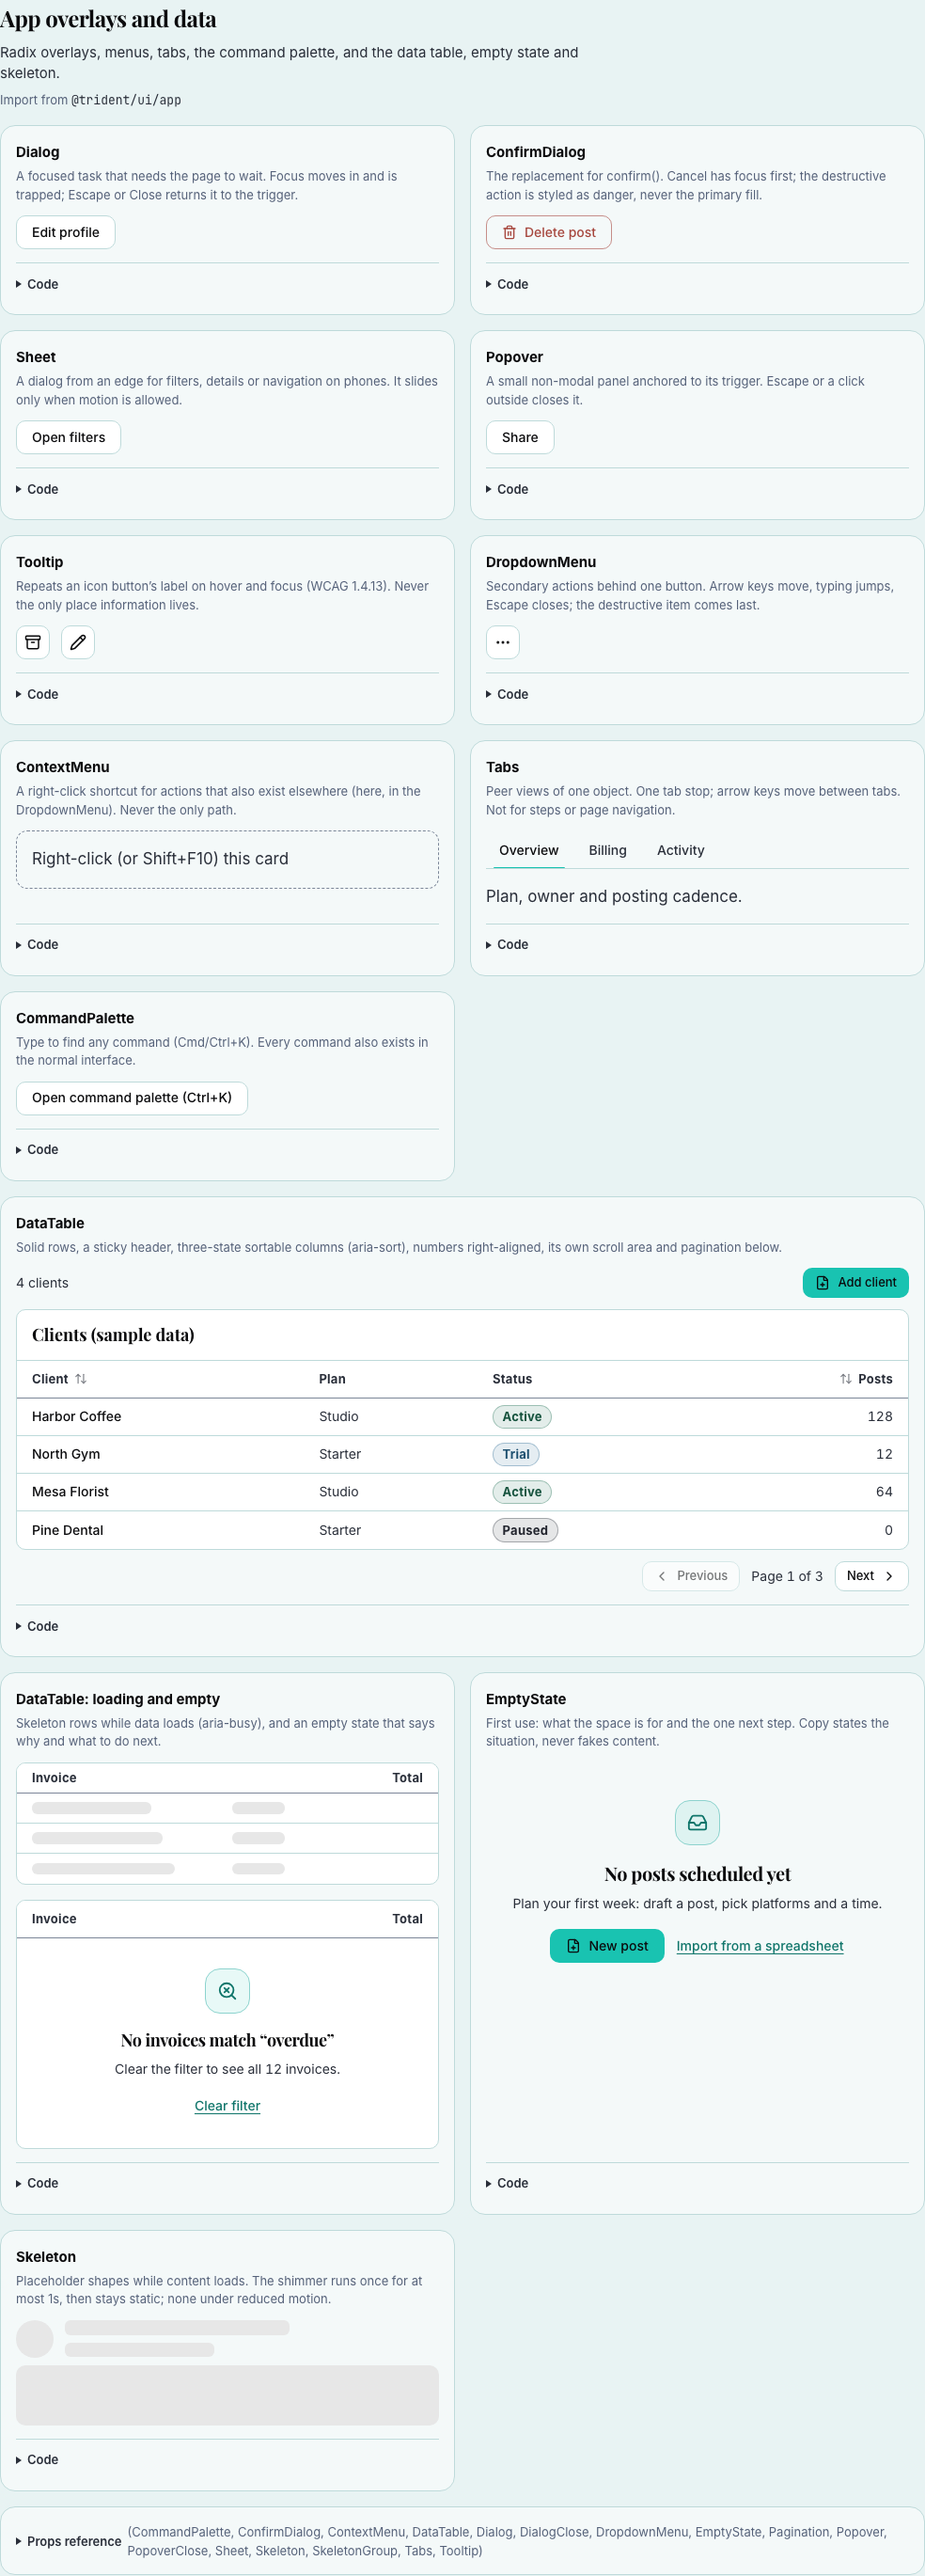 App overlays and data
Radix overlays, menus, tabs, the command palette, and the data table, empty state and
skeleton.
Import from @trident/ui/app
Dialog
A focused task that needs the page to wait. Focus moves in and is
trapped; Escape or Close returns it to the trigger.
Edit profile
Code
ConfirmDialog
The replacement for confirm(). Cancel has focus first; the destructive
action is styled as danger, never the primary fill.
Delete post
Code
Sheet
A dialog from an edge for filters, details or navigation on phones. It slides
only when motion is allowed.
Open filters
Code
Popover
A small non-modal panel anchored to its trigger. Escape or a click
outside closes it.
Share
Code
Tooltip
Repeats an icon button’s label on hover and focus (WCAG 1.4.13). Never
the only place information lives.
Code
DropdownMenu
Secondary actions behind one button. Arrow keys move, typing jumps,
Escape closes; the destructive item comes last.
Code
ContextMenu
A right-click shortcut for actions that also exist elsewhere (here, in the
DropdownMenu). Never the only path.
Right-click (or Shift+F10) this card
Code
Tabs
Peer views of one object. One tab stop; arrow keys move between tabs.
Not for steps or page navigation.
Overview Billing Activity
Plan, owner and posting cadence.
Code
CommandPalette
Type to find any command (Cmd/Ctrl+K). Every command also exists in
the normal interface.
Open command palette (Ctrl+K)
Code
DataTable
Solid rows, a sticky header, three-state sortable columns (aria-sort), numbers right-aligned, its own scroll area and pagination below.
4 clients Add client
Clients (sample data)
Client Plan Status Posts
Harbor Coffee Studio Active 128
North Gym Starter Trial 12
Mesa Florist Studio Active 64
Pine Dental Starter Paused 0
Previous Page 1 of 3 Next
Code
DataTable: loading and empty
Skeleton rows while data loads (aria-busy), and an empty state that says
why and what to do next.
Invoice Total
Invoice Total
No invoices match “overdue”
Clear the filter to see all 12 invoices.
Clear filter
Code
EmptyState
First use: what the space is for and the one next step. Copy states the
situation, never fakes content.
No posts scheduled yet
Plan your first week: draft a post, pick platforms and a time.
New post Import from a spreadsheet
Code
Skeleton
Placeholder shapes while content loads. The shimmer runs once for at
most 1s, then stays static; none under reduced motion.
Code
Props reference (CommandPalette, ConfirmDialog, ContextMenu, DataTable, Dialog, DialogClose, DropdownMenu, EmptyState, Pagination, Popover,
PopoverClose, Sheet, Skeleton, SkeletonGroup, Tabs, Tooltip)